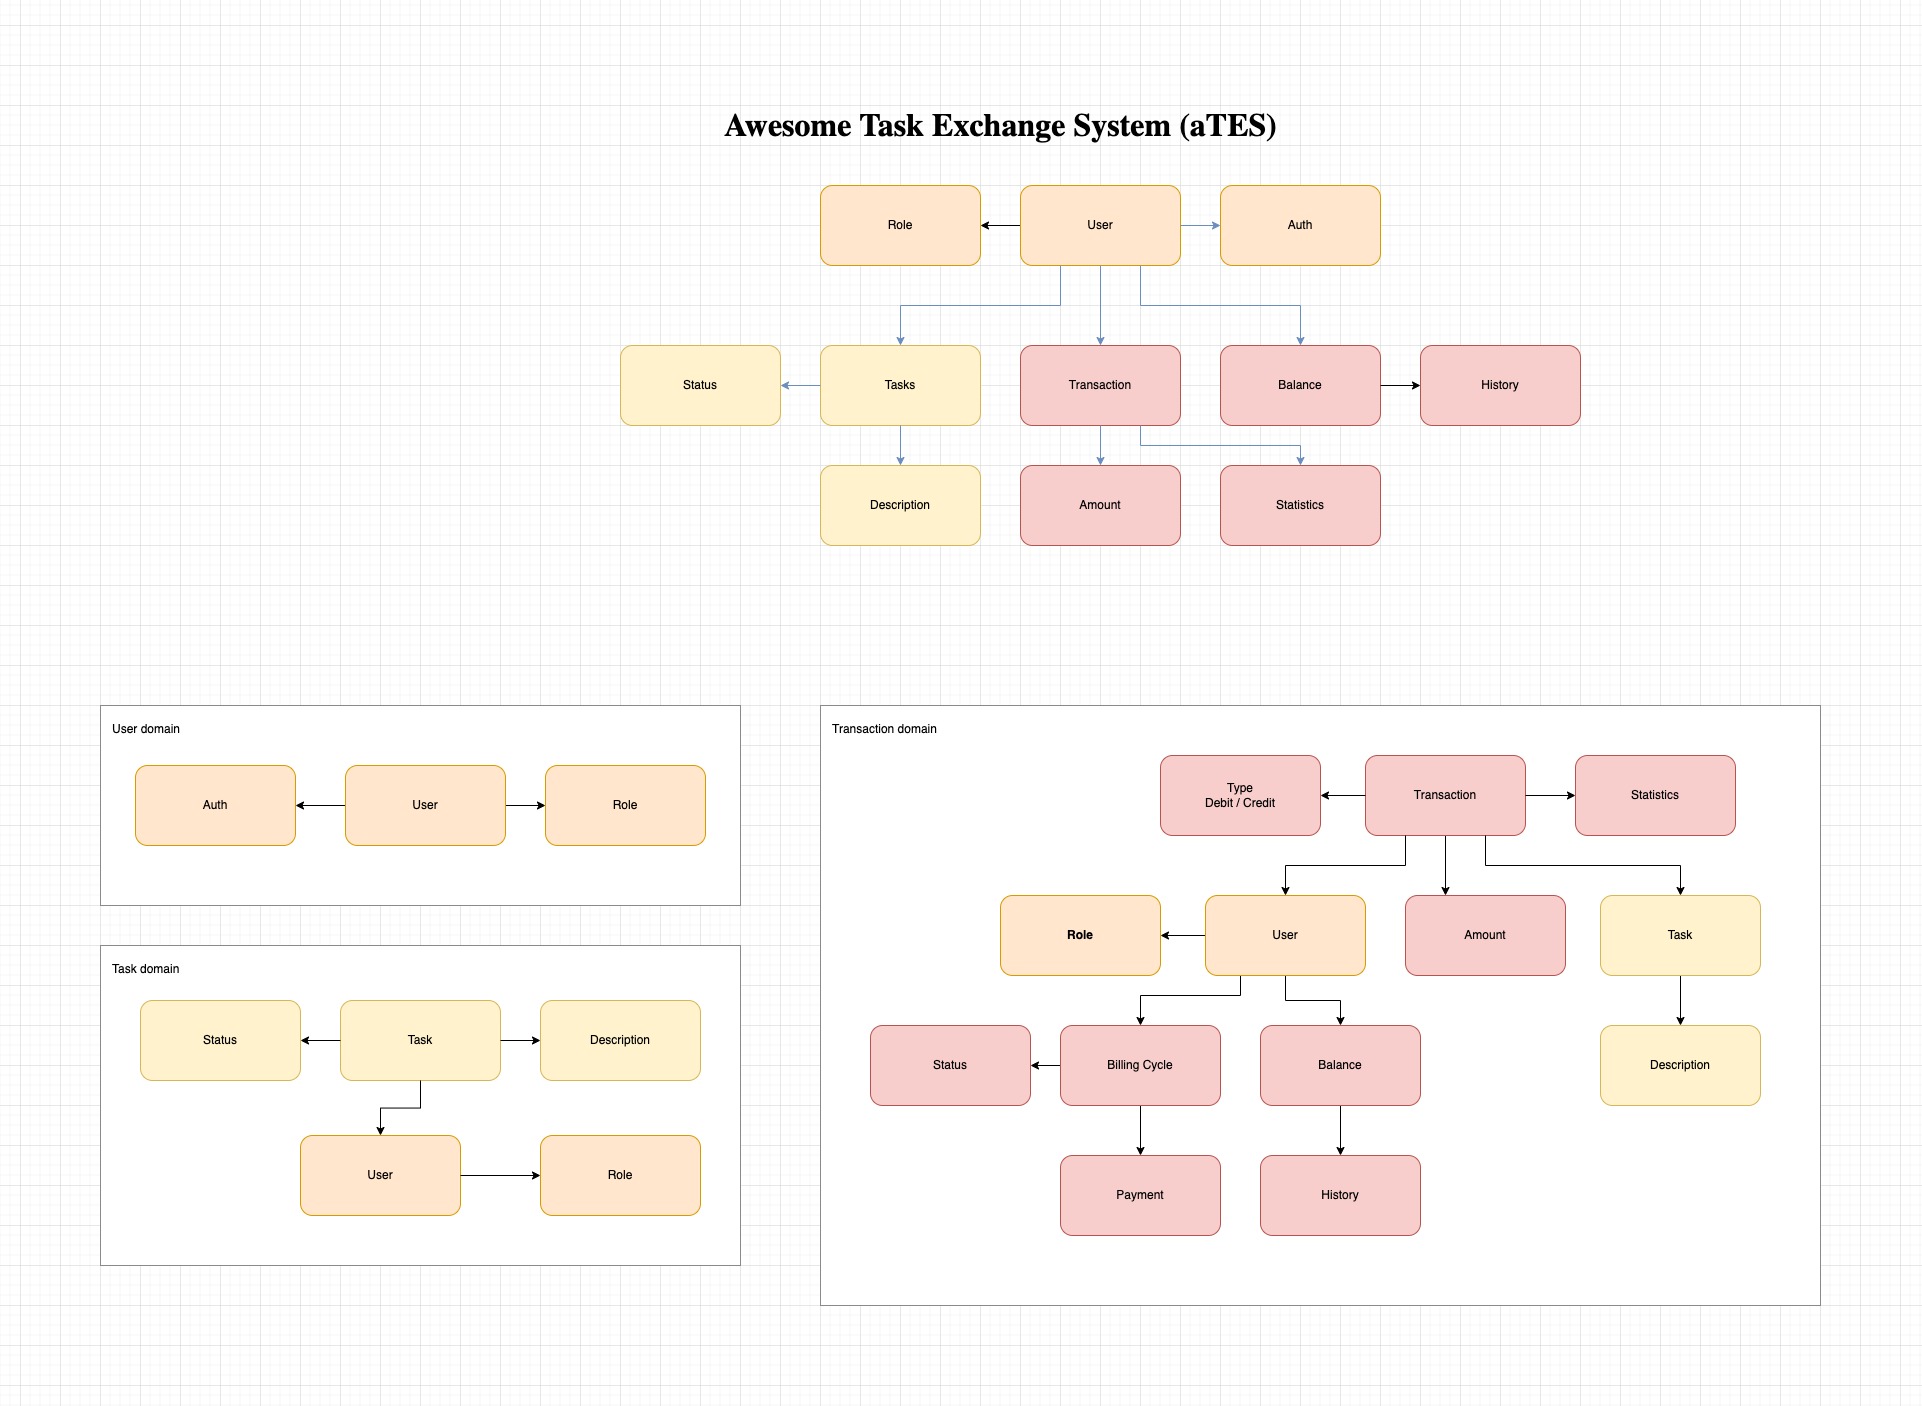 Awesome Task Exchange System (aTES)
Role
User
Auth
Status
Tasks
Transaction
Balance
History
Description
Amount
Statistics
User domain
Auth
User
Role
Task domain
Status
Task
Description
User
Role
Transaction domain
Type
Debit / Credit
Transaction
Statistics
Role
User
Amount
Task
Status
Billing Cycle
Balance
Description
Payment
History